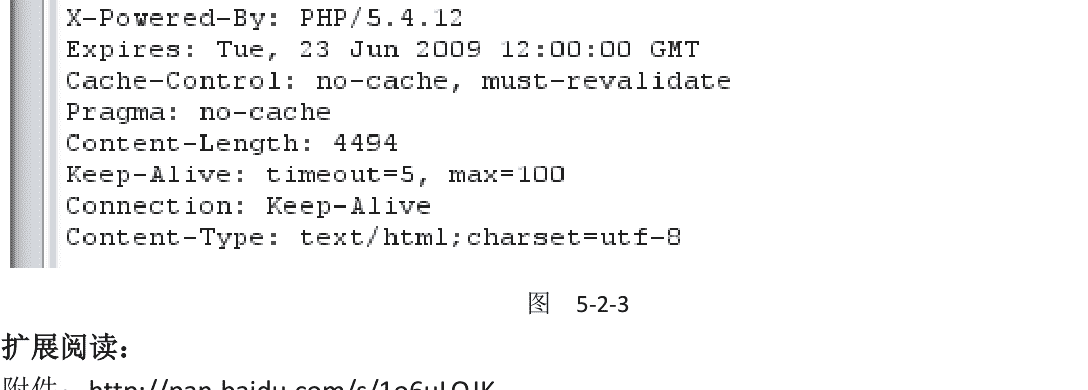 X-Powered-By: PHP/5.4.12
Expires: Tue, 23 Jun 2009 12:00:00 GMT
Cache-Control: no-cache, must-revalidate
Pragma: no-cache
Content-Length: 4494
Keep-Alive: timeout=5, max=100
Connection: Keep-Alive
Content-Type: text/html;charset=utf-8
图 5-2-3
扩展阅读：
附件：